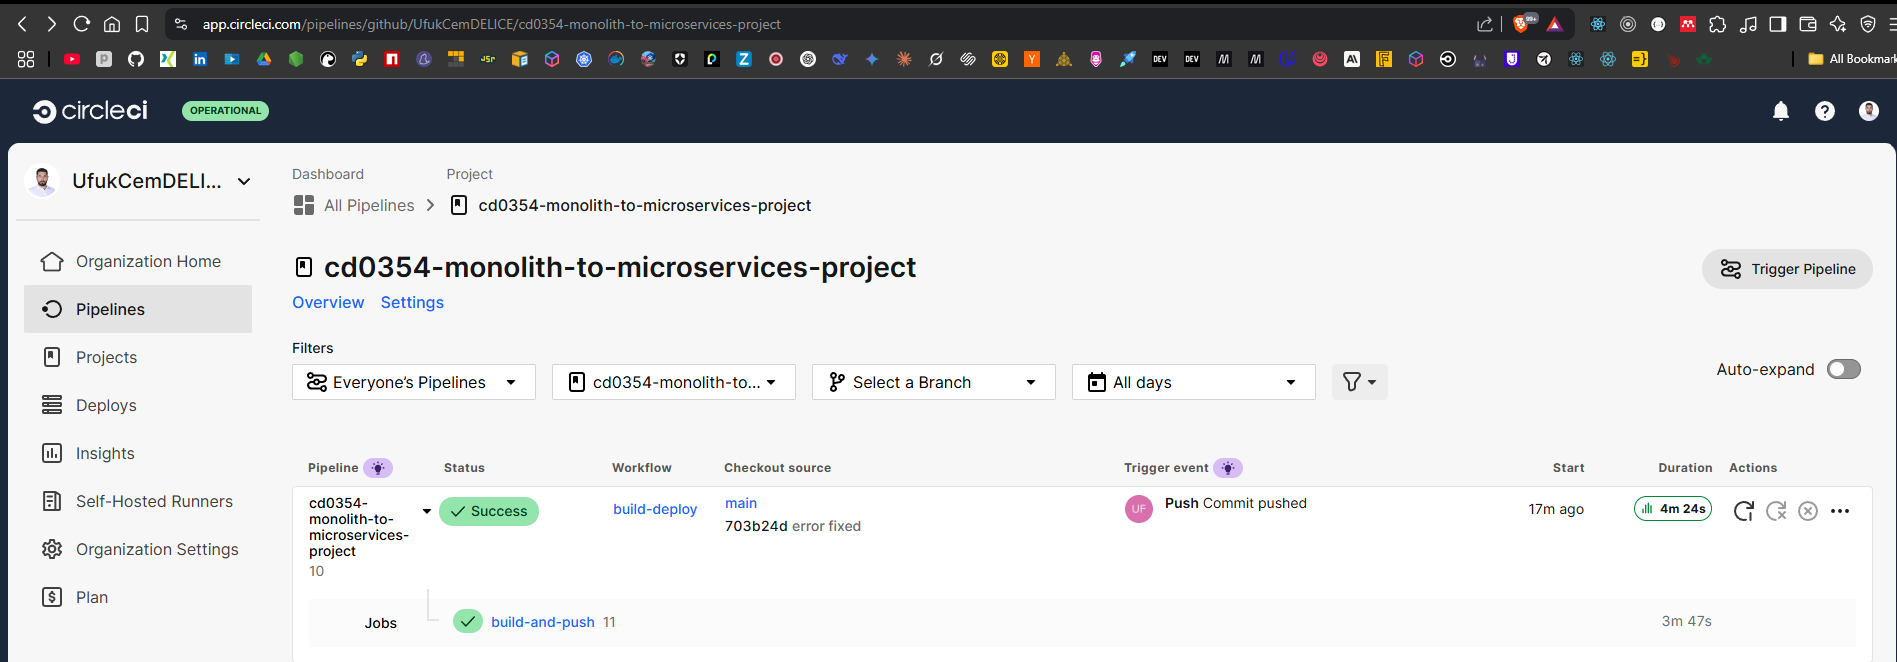 app.circleci.com/pipelines/github/UfukCemDELICE/cd0354-monolith-to-microservices-project
99+
All Bookmark
circleci
OPERATIONAL
UfukCemDELI...
Organization Home
Pipelines
Projects
Deploys
Insights
Self-Hosted Runners
Organization Settings
Plan
Dashboard
Project
All Pipelines
cd0354-monolith-to-microservices-project
cd0354-monolith-to-microservices-project
Trigger Pipeline
Overview
Settings
Filters
Everyone's Pipelines
cd0354-monolith-to...
Select a Branch
All days
Auto-expand
Pipeline
Status
Workflow
Checkout source
Trigger event
Start
Duration
Actions
cd0354-
monolith-to-
microservices-
project
10
Success
build-deploy
main
703b24d error fixed
UF
Push Commit pushed
17m ago
4m 24s
Jobs
build-and-push 11
3m 47s